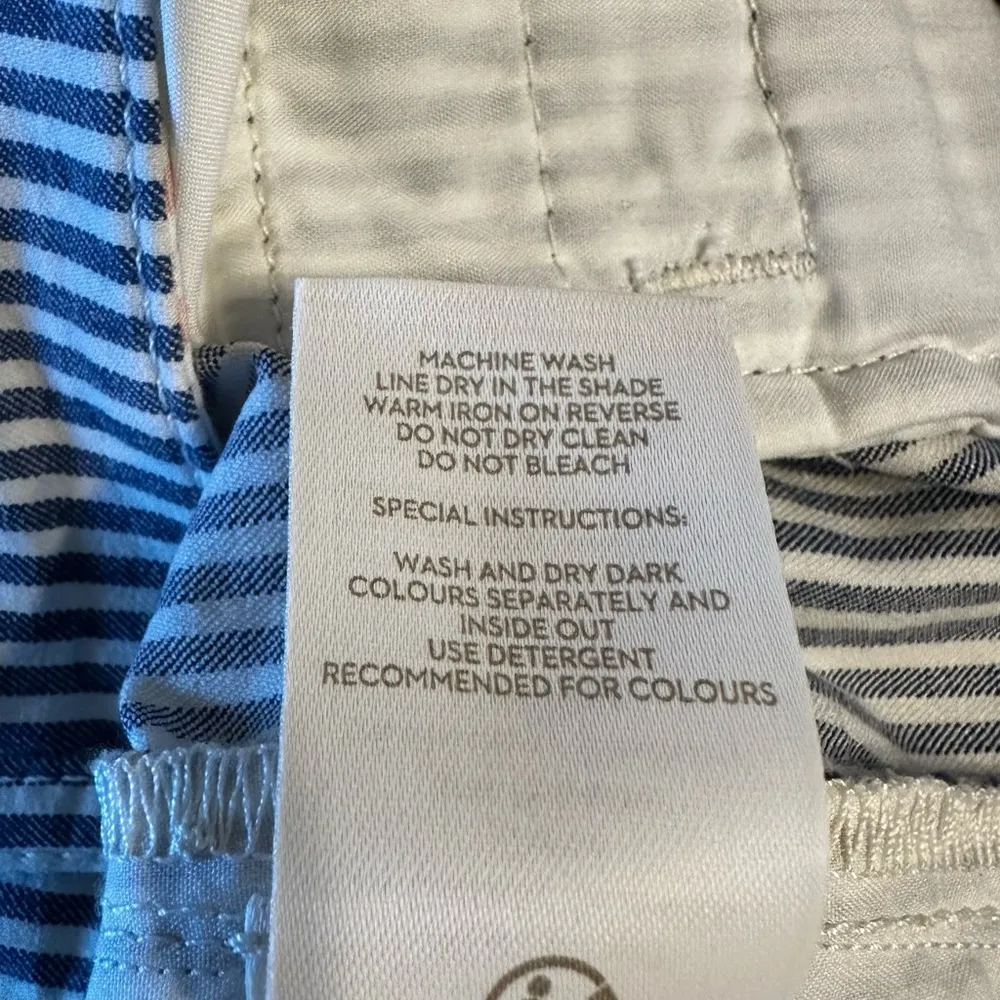 MACHINE WASH
LINE DRY IN THE SHADE
WARM IRON ON REVERSE
DO NOT DRY CLEAN
DO NOT BLEACH
SPECIAL INSTRUCTIONS:
WASH AND DRY DARK
COLOURS SEPARATELY AND
INSIDE OUT
USE DETERGENT
RECOMMENDED FOR COLOURS